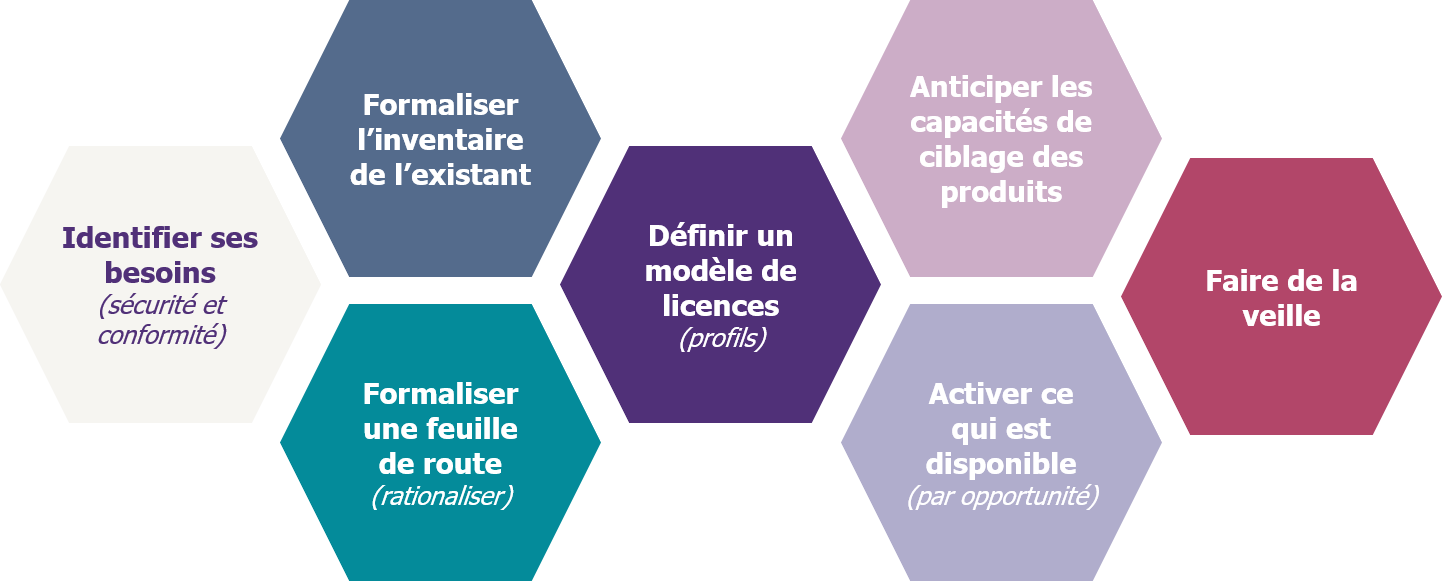 Identifier ses
besoins
(sécurité et
conformité)
Formaliser
l’inventaire
de l’existant
Formaliser
une feuille
de route
(rationaliser)
Définir un
modèle de
licences
(profils)
Anticiper les
capacités de
ciblage des
produits
Activer ce
qui est
disponible
(par opportunité)
Faire de la
veille